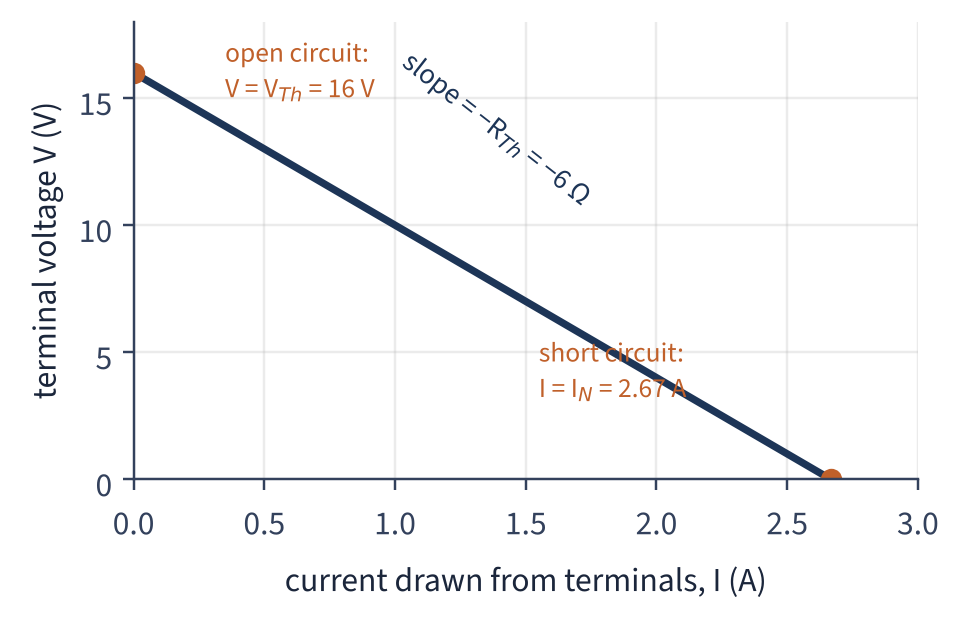 open circuit:
V = V_Th = 16 V
slope = −R_Th = −6 Ω
short circuit:
I = I_N = 2.67 A
terminal voltage V (V)
15
10
5
0
0.0 0.5 1.0 1.5 2.0 2.5 3.0
current drawn from terminals, I (A)